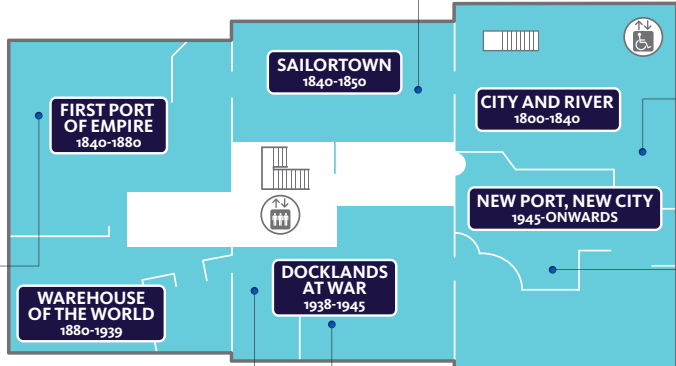 SAILORTOWN
1840-1850
CITY AND RIVER
1800-1840
FIRST PORT
OF EMPIRE
1840-1880
NEW PORT, NEW CITY
1945-ONWARDS
DOCKLANDS
AT WAR
1938-1945
WAREHOUSE
OF THE WORLD
1880-1939